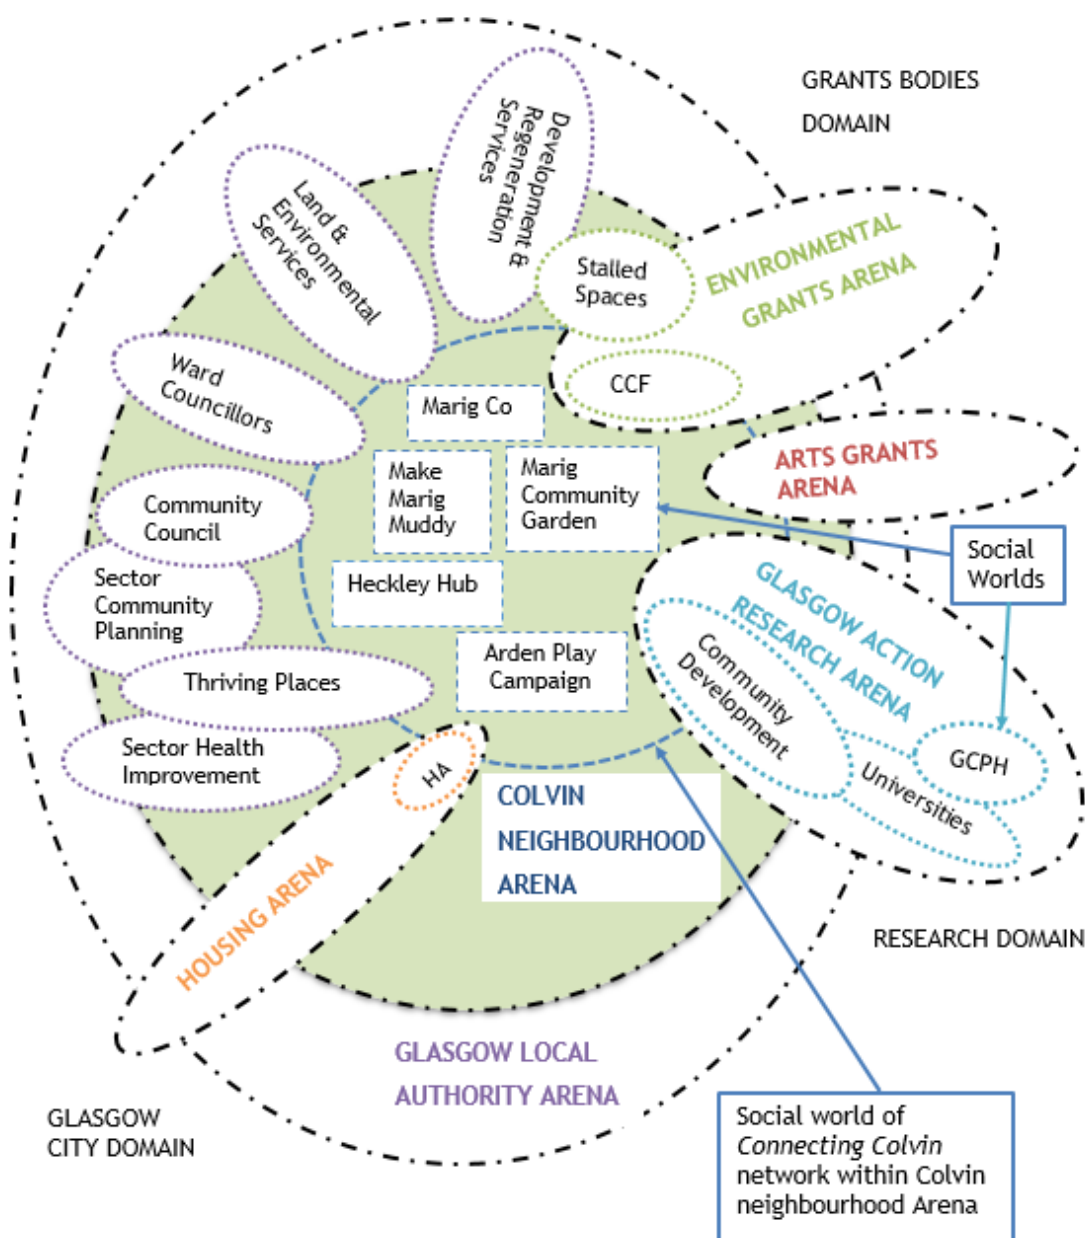 GRANTS BODIES
DOMAIN
Development &
Regeneration
Services
Land &
Environmental
Services
ENVIRONMENTAL
GRANTS ARENA
Stalled
Spaces
CCF
Ward
Councillors
Marig Co
ARTS GRANTS
ARENA
Make
Marig
Muddy
Marig
Community
Garden
Community
Council
Social
Worlds
Sector
Community
Planning
Heckley Hub
GLASGOW ACTION
RESEARCH ARENA
Community
Development
Arden Play
Campaign
Thriving Places
Sector Health
Improvement
HA
GCPH
Universities
COLVIN
NEIGHBOURHOOD
ARENA
HOUSING ARENA
RESEARCH DOMAIN
GLASGOW LOCAL
AUTHORITY ARENA
GLASGOW
CITY DOMAIN
Social world of
Connecting Colvin
network within Colvin
neighbourhood Arena